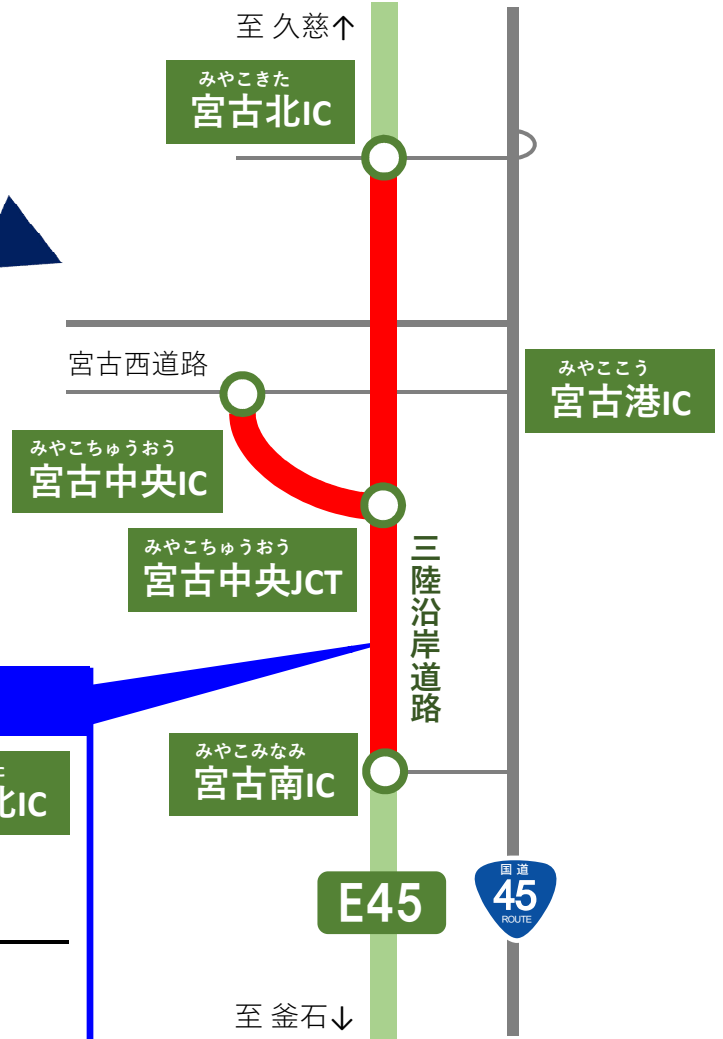 至 久慈↑
みやこきた
宮古北IC
宮古西道路
みやここう
宮古港IC
みやこちゅうおう
宮古中央IC
みやこちゅうおう
宮古中央JCT
三陸沿岸道路
みやこみなみ
宮古南IC
北IC
E45
国道
45
ROUTE
至 釜石↓